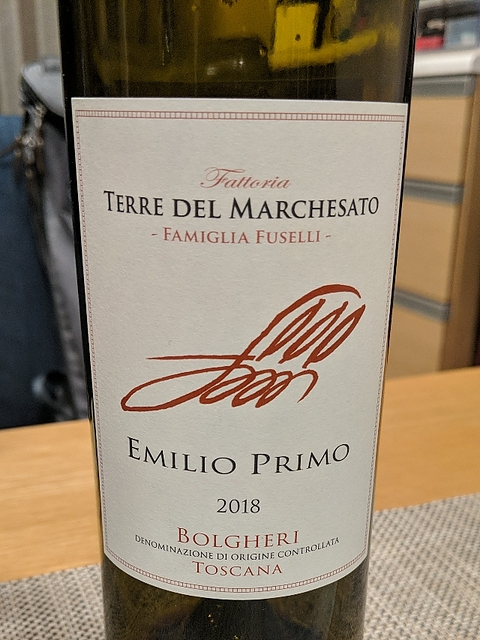 Fattoria
TERRE DEL MARCHESATO
- FAMIGLIA FUSELLI -
EMILIO PRIMO
2018
BOLGHERI
DENOMINAZIONE DI ORIGINE CONTROLLATA
TOSCANA